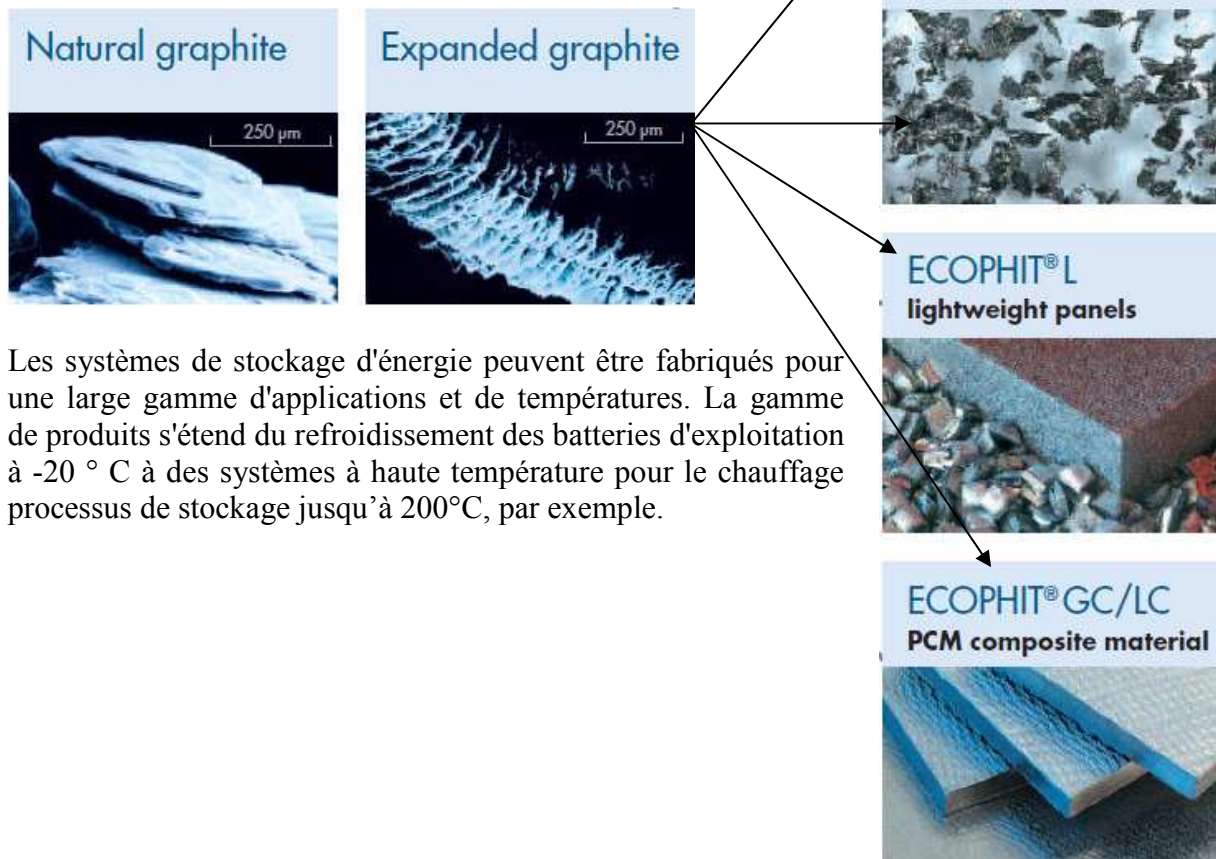 Natural graphite
Expanded graphite
250 µm
250 µm
ECOPHIT® L
lightweight panels
Les systèmes de stockage d'énergie peuvent être fabriqués pour
une large gamme d'applications et de températures. La gamme
de produits s'étend du refroidissement des batteries d'exploitation
à -20 ° C à des systèmes à haute température pour le chauffage
processus de stockage jusqu’à 200°C, par exemple.
ECOPHIT® GC/LC
PCM composite material